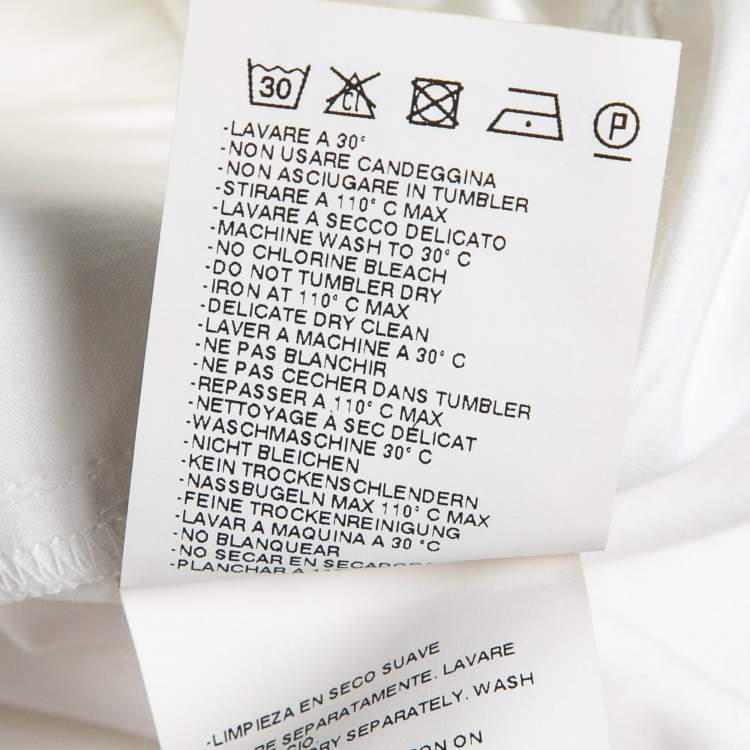 30 CL P
-LAVARE A 30°
-NON USARE CANDEGGINA
-NON ASCIUGARE IN TUMBLER
-STIRARE A 110° C MAX
-LAVARE A SECCO DELICATO
-MACHINE WASH TO 30° C
-NO CHLORINE BLEACH
-DO NOT TUMBLER DRY
-IRON AT 110° C MAX
-DELICATE DRY CLEAN
-LAVER A MACHINE A 30° C
-NE PAS BLANCHIR
-NE PAS CECHER DANS TUMBLER
-REPASSER A 110° C MAX
-NETTOYAGE À SEC DÉLICAT
-WASCHMASCHINE 30° C
-NICHT BLEICHEN
-KEIN TROCKENSCHLENDERN
-NASSBUGELN MAX 110° C MAX
-FEINE TROCKENREINIGUNG
-LAVAR A MAQUINA A 30 °C
-NO BLANQUEAR
-NO SECAR EN
-PLANCHAR A
-LIMPIEZA EN SECO SUAVE
SEPARATAMENTE. LAVARE
SEPARATELY. WASH
ON